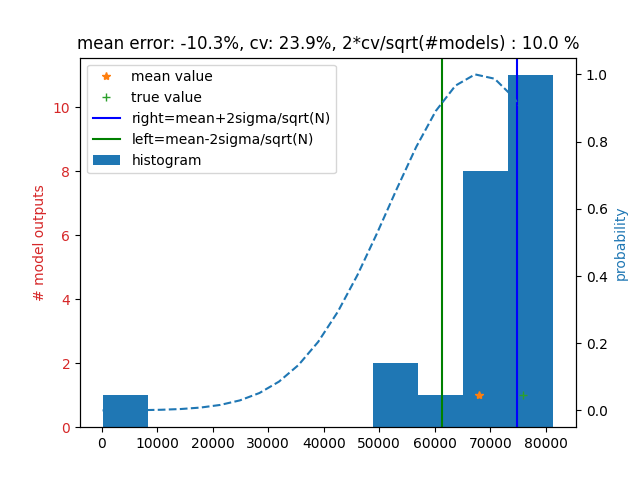 mean error: -10.3%, cv: 23.9%, 2*cv/sqrt(#models) : 10.0 %
mean value
true value
right=mean+2sigma/sqrt(N)
left=mean-2sigma/sqrt(N)
histogram
# model outputs
10
8
6
4
2
0
1.0
0.8
0.6
0.4
0.2
0.0
probability
0 10000 20000 30000 40000 50000 60000 70000 80000